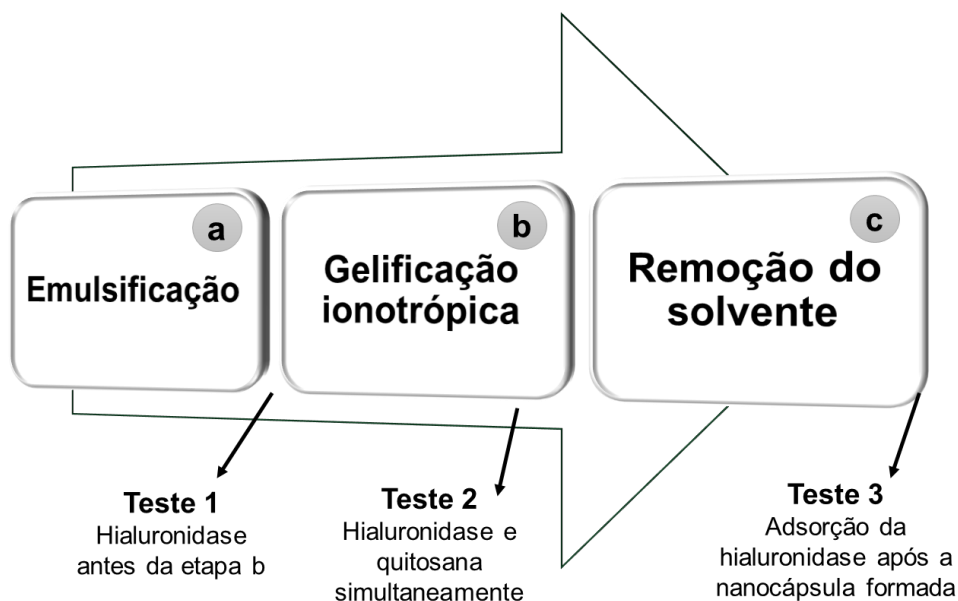 a
Emulsificação
b
Gelificação
ionotrópica
c
Remoção do
solvente
Teste 1
Hialuronidase
antes da etapa b
Teste 2
Hialuronidase e
quitosana
simultaneamente
Teste 3
Adsorção da
hialuronidase após a
nanocápsula formada